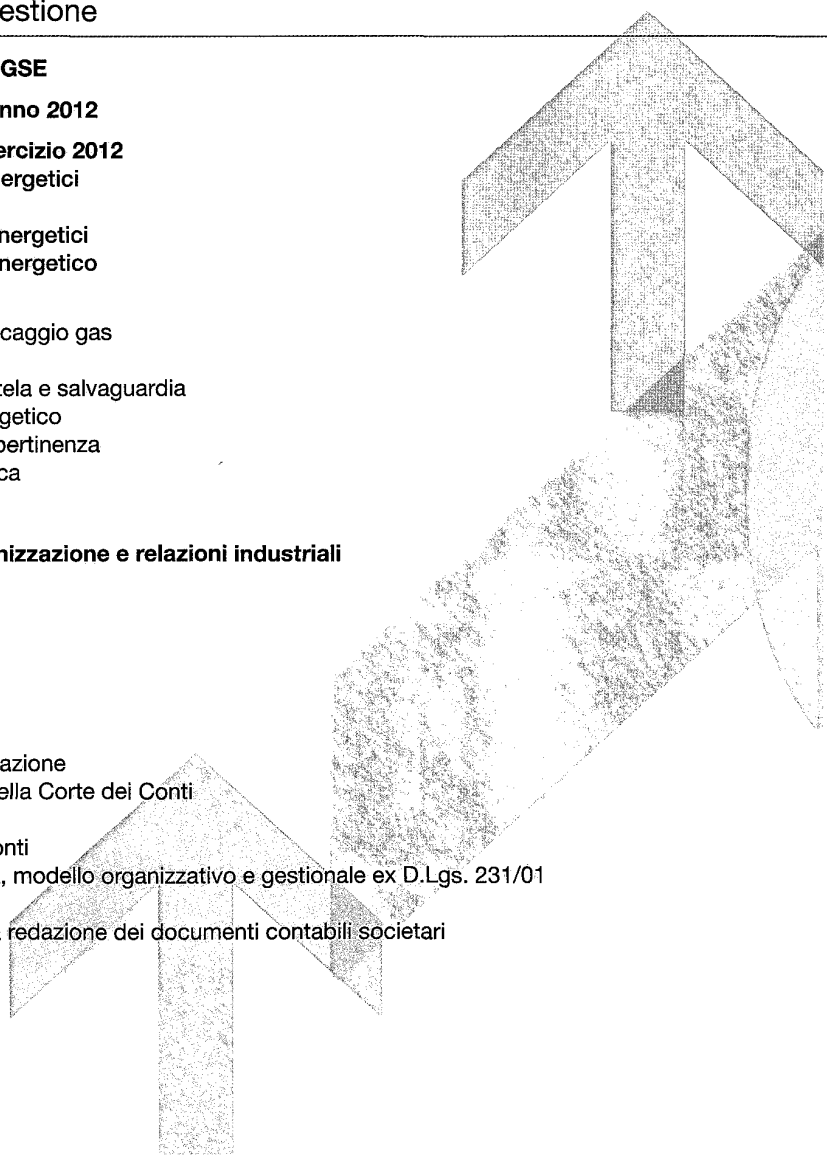 estione
GSE
nno 2012
ercizio 2012
ergetici
nergetici
nergetico
caggio gas
tela e salvaguardia
getico
pertinenza
ca
nizzazione e relazioni industriali
azione
ella Corte dei Conti
onti
, modello organizzativo e gestionale ex D.Lgs. 231/01
redazione dei documenti contabili societari